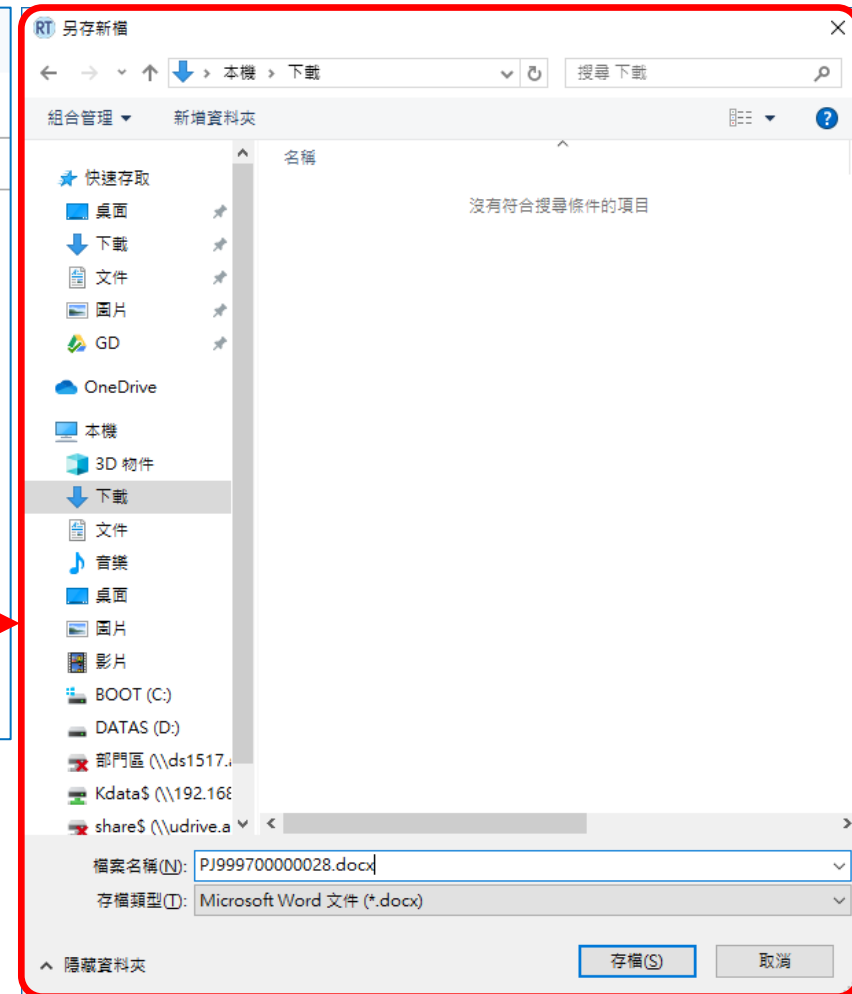 RT 另存新檔
本機 > 下載
搜尋 下載
組合管理
新增資料夾
名稱
沒有符合搜尋條件的項目
快速存取
桌面
下載
文件
圖片
GD
OneDrive
本機
3D 物件
下載
文件
音樂
桌面
圖片
影片
BOOT (C:)
DATAS (D:)
部門區 (\\ds1517.
Kdata$ (\\192.168
share$ (\\udrive.a
檔案名稱(N): PJ999700000028.docx
存檔類型(T): Microsoft Word 文件 (*.docx)
隱藏資料夾
存檔(S)
取消